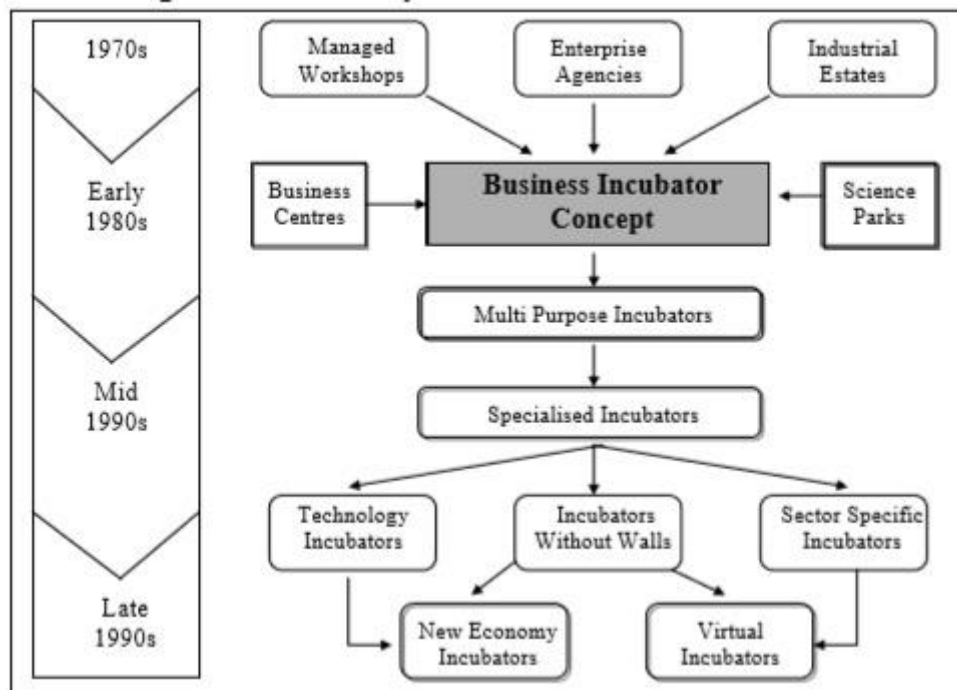 1970s
Managed
Workshops
Enterprise
Agencies
Industrial
Estates
Early
1980s
Business
Centres
Business Incubator
Concept
Science
Parks
Multi Purpose Incubators
Mid
1990s
Specialised Incubators
Technology
Incubators
Incubators
Without Walls
Sector Specific
Incubators
Late
1990s
New Economy
Incubators
Virtual
Incubators